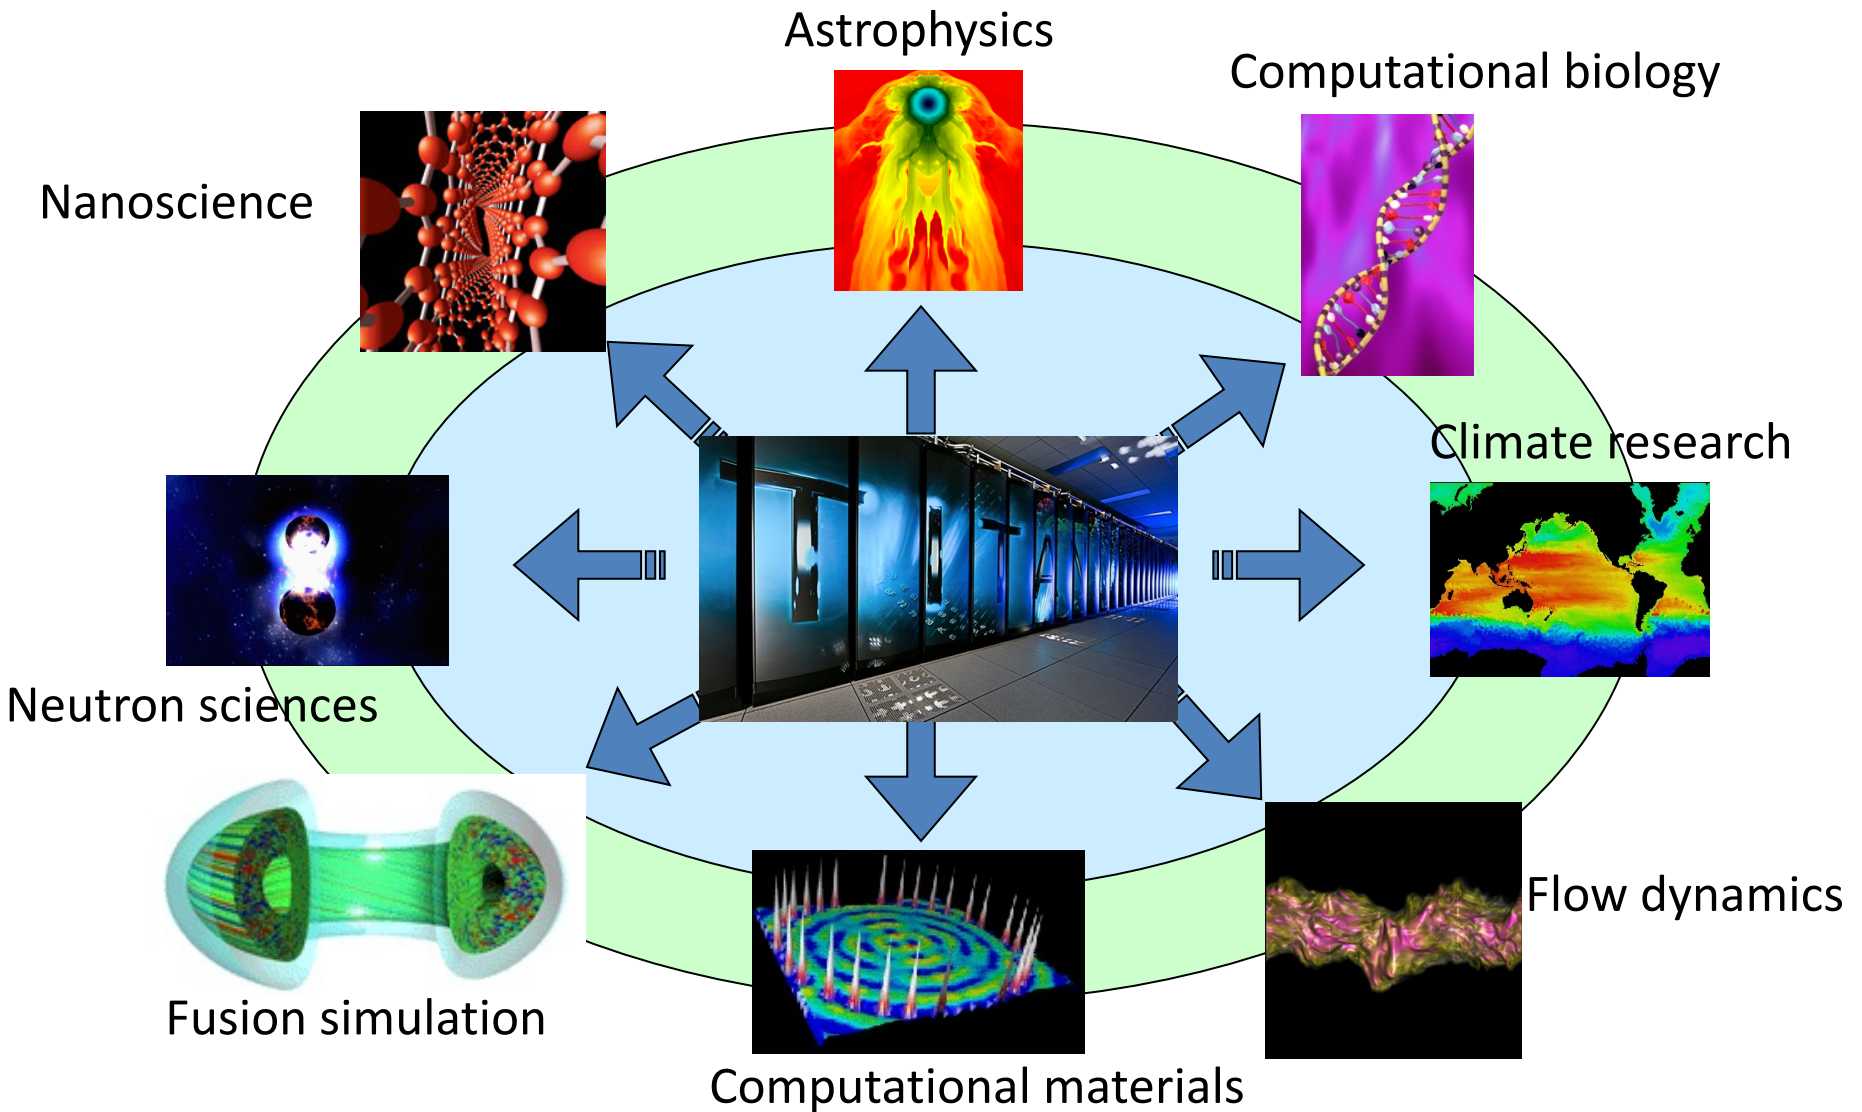 Astrophysics
Computational biology
Nanoscience
Climate research
TITAN
Neutron sciences
Flow dynamics
Fusion simulation
Computational materials